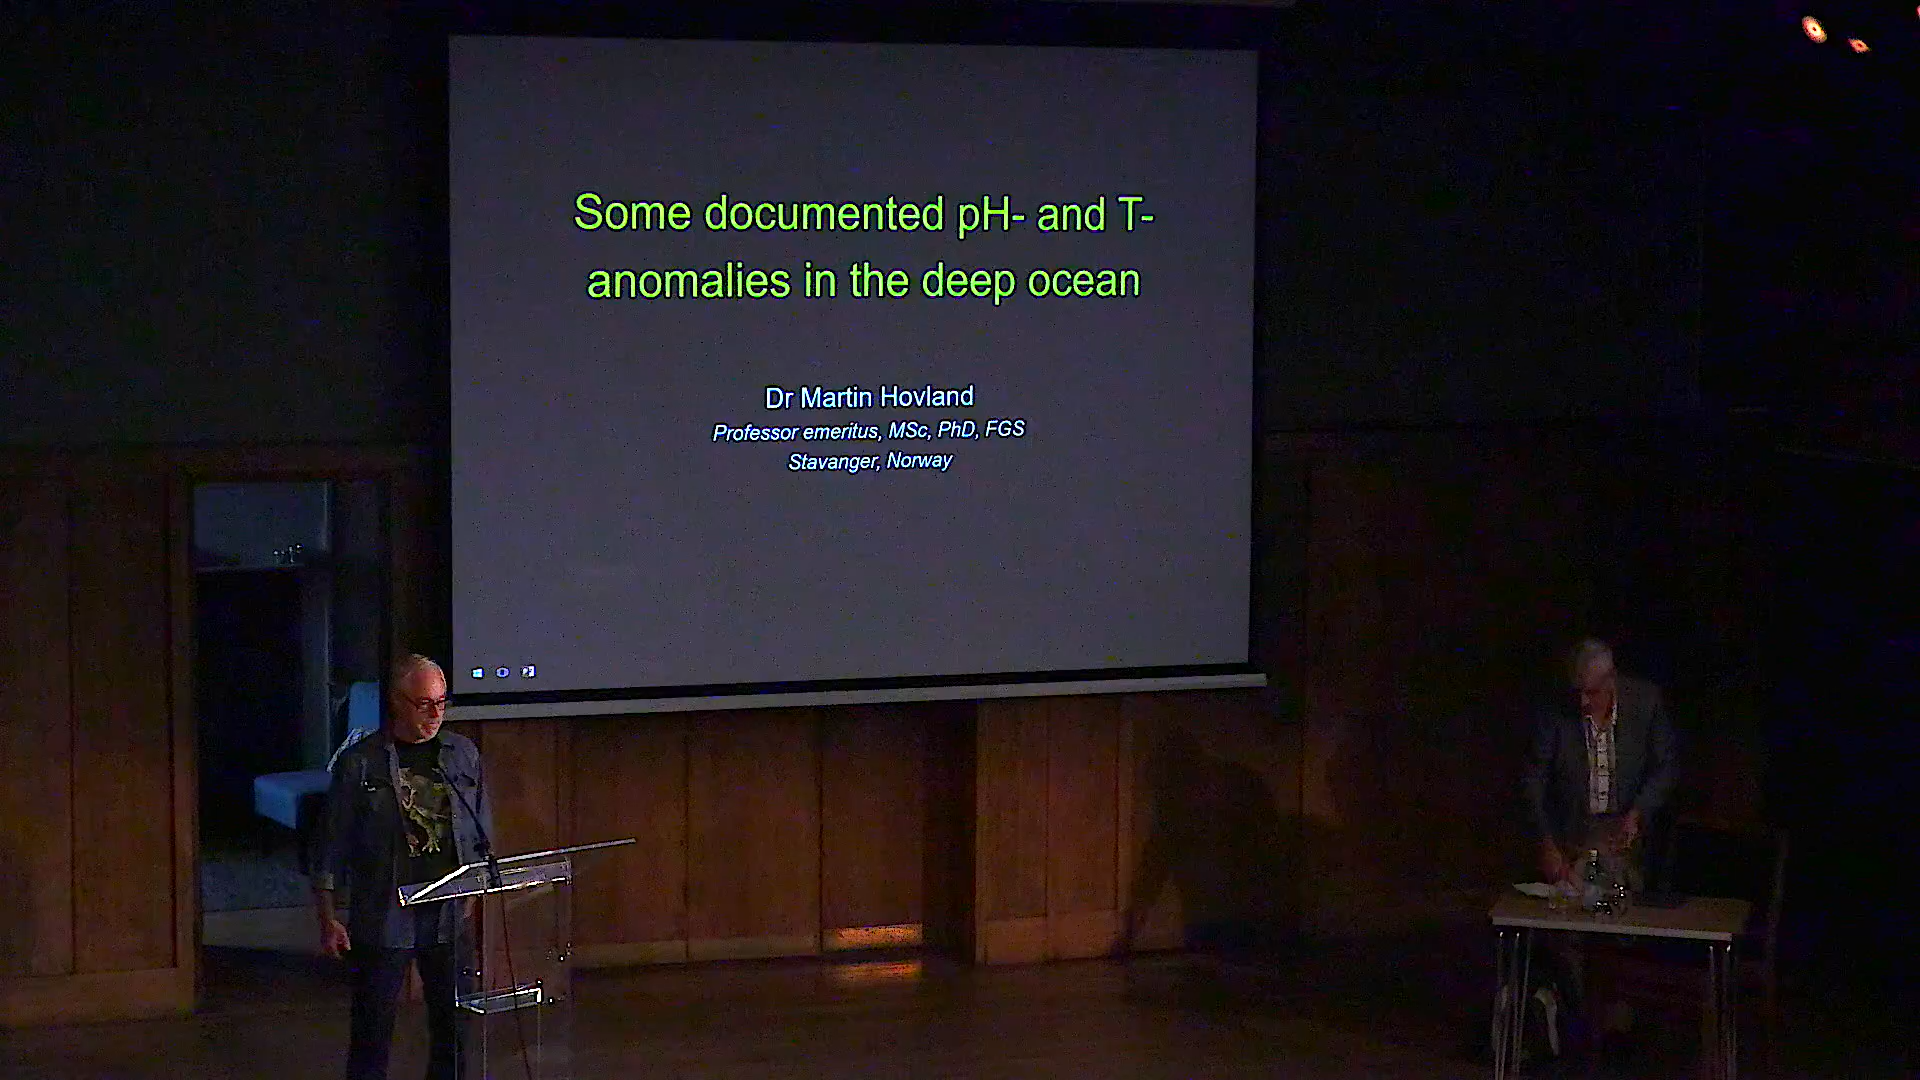 Some documented pH- and T-
anomalies in the deep ocean
Dr Martin Hovland
Professor emeritus, MSc, PhD, FGS
Stavanger, Norway